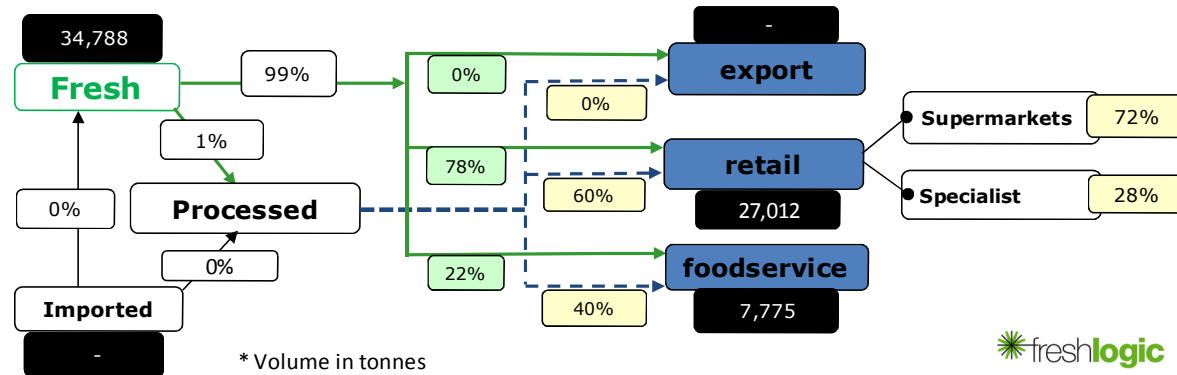 34,788
Fresh
99%
1%
0%
Processed
0%
Imported
-
* Volume in tonnes
-
export
0%
0%
78%
retail
60%
27,012
22%
foodservice
40%
7,775
Supermarkets
72%
Specialist
28%
freshlogic